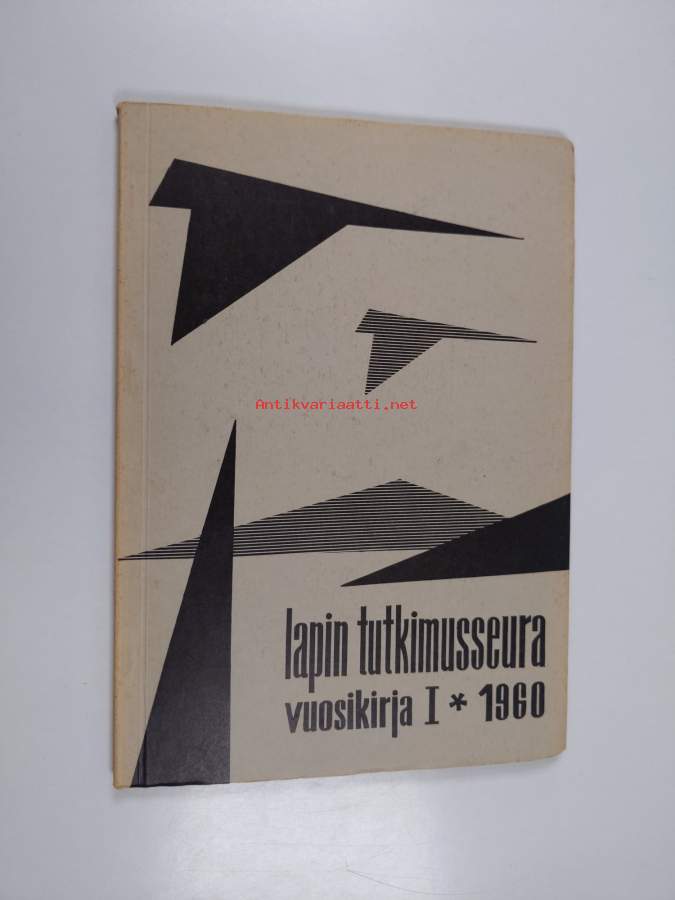 Antikvariaatti.net
lapin tutkimusseura
vuosikirja I * 1960